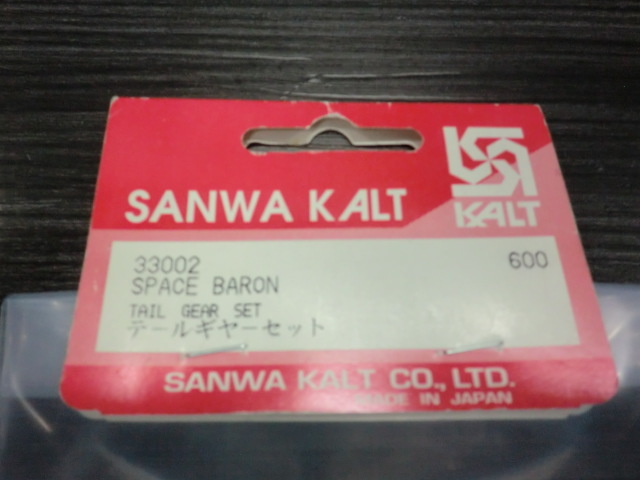 SANWA KALT
KALT
33002 600
SPACE BARON
TAIL GEAR SET
テールギヤーセット
SANWA KALT CO., LTD.
MADE IN JAPAN